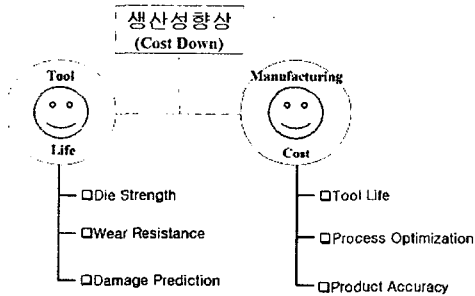 생산성향상
(Cost Down)
Tool
Life
Manufacturing
Cost
❑Die Strength
❑Wear Resistance
❑Damage Prediction
❑Tool Life
❑Process Optimization
❑Product Accuracy